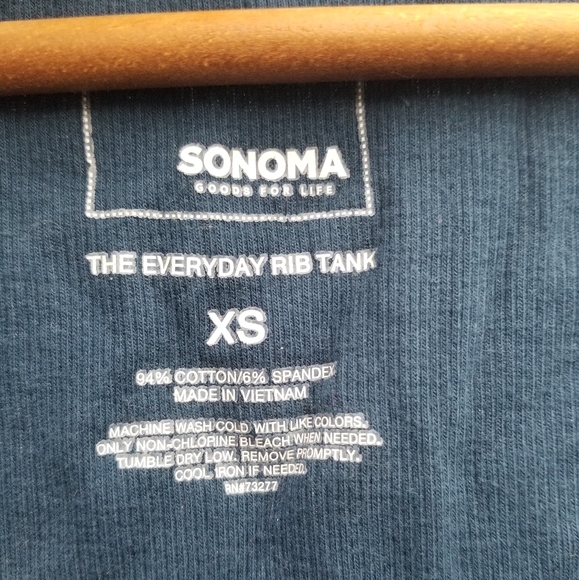 SONOMA
GOODS FOR LIFE
THE EVERYDAY RIB TANK
XS
94% COTTON/6% SPANDEX
MADE IN VIETNAM
MACHINE WASH COLD WITH LIKE COLORS.
ONLY NON-CHLORINE BLEACH WHEN NEEDED.
TUMBLE DRY LOW. REMOVE PROMPTLY.
COOL IRON IF NEEDED.
RN#73277